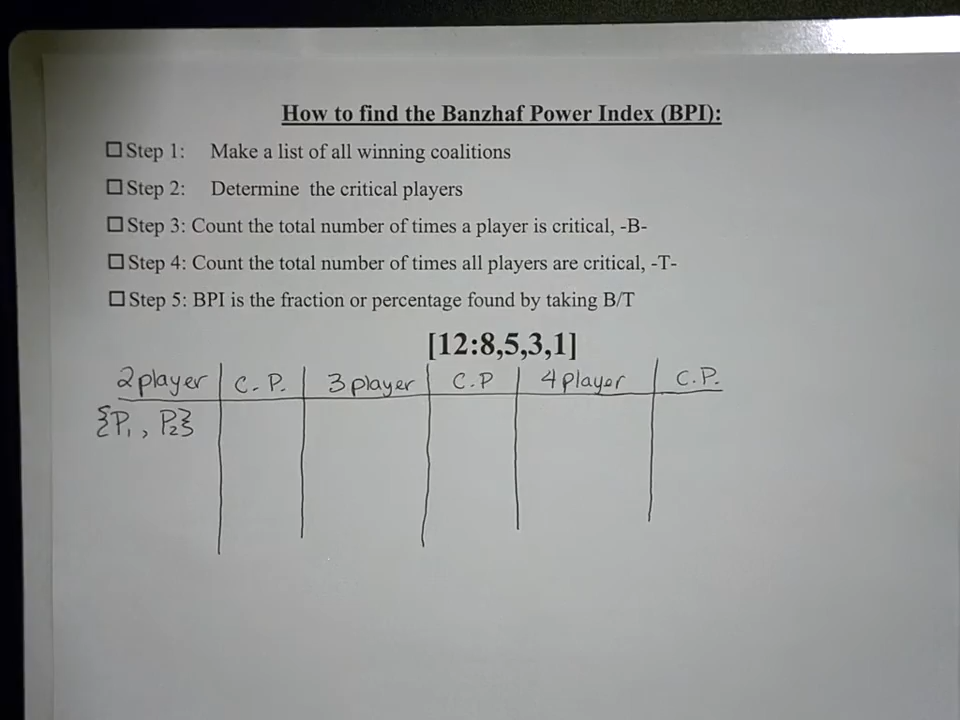 How to find the Banzhaf Power Index (BPI):
☐ Step 1: Make a list of all winning coalitions
☐ Step 2: Determine the critical players
☐ Step 3: Count the total number of times a player is critical, -B-
☐ Step 4: Count the total number of times all players are critical, -T-
☐ Step 5: BPI is the fraction or percentage found by taking B/T
[12:8,5,3,1]
2 player C.P. 3 player C.P 4 player C.P.
{P₁, P₂}